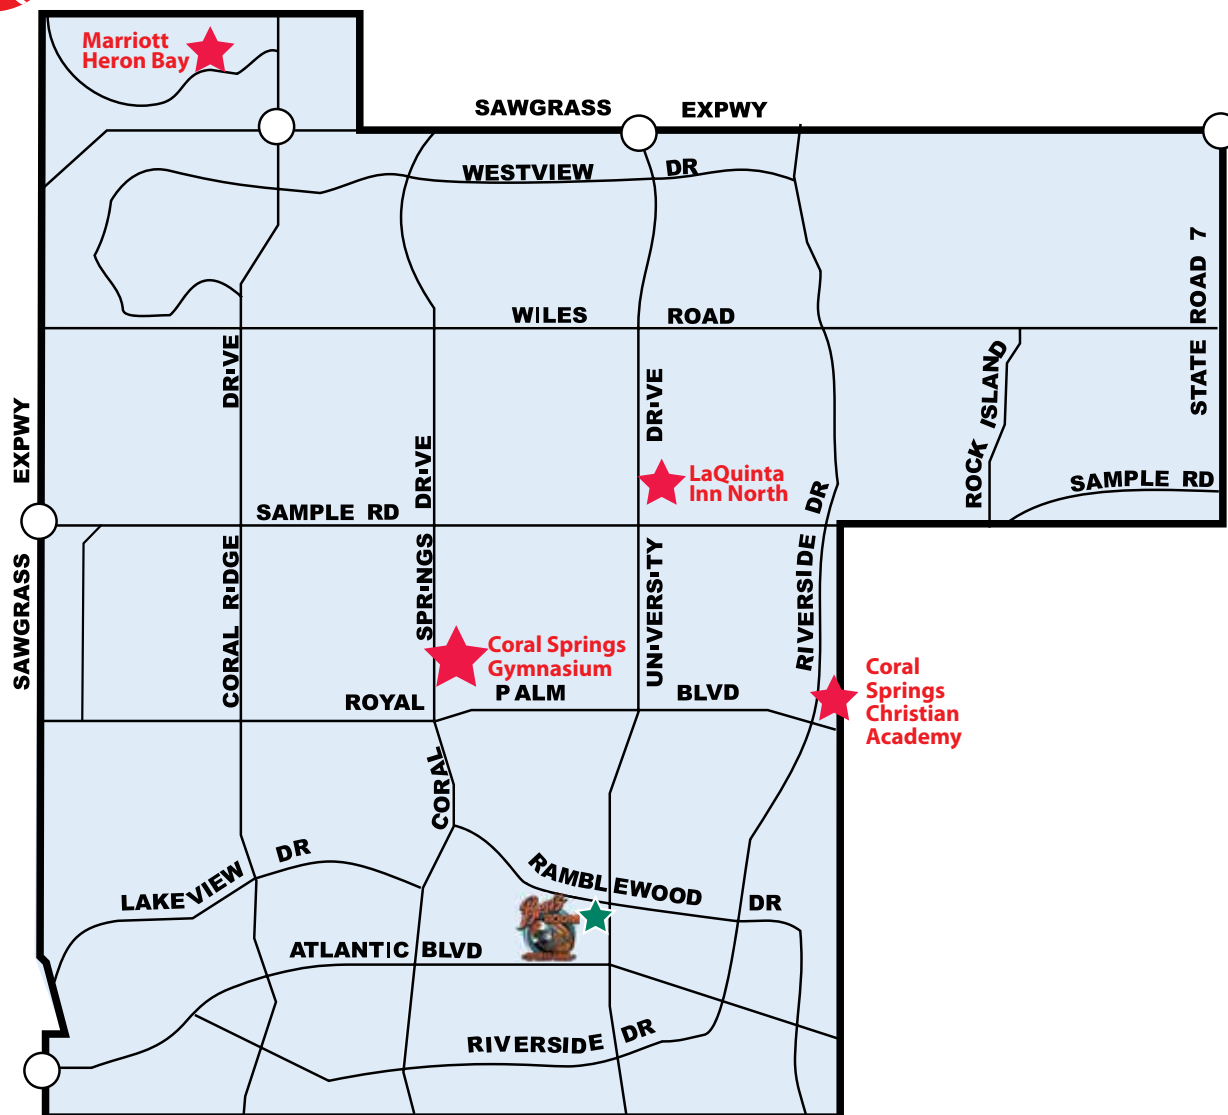 Marriott
Heron Bay
SAWGRASS EXPWY
WESTVIEW DR
STATE ROAD 7
WILES ROAD
DRIVE
DRIVE
ROCK ISLAND
SAWGRASS EXPWY
DRIVE
LaQuinta
Inn North
SAMPLE RD
SAMPLE RD
RIVERSIDE DR
CORAL RIDGE
SPRINGS
UNIVERSITY
Coral Springs
Gymnasium
ROYAL PALM BLVD
Coral
Springs
Christian
Academy
CORAL
LAKEVIEW DR
RAMBLEWOOD DR
ATLANTIC BLVD
RIVERSIDE DR